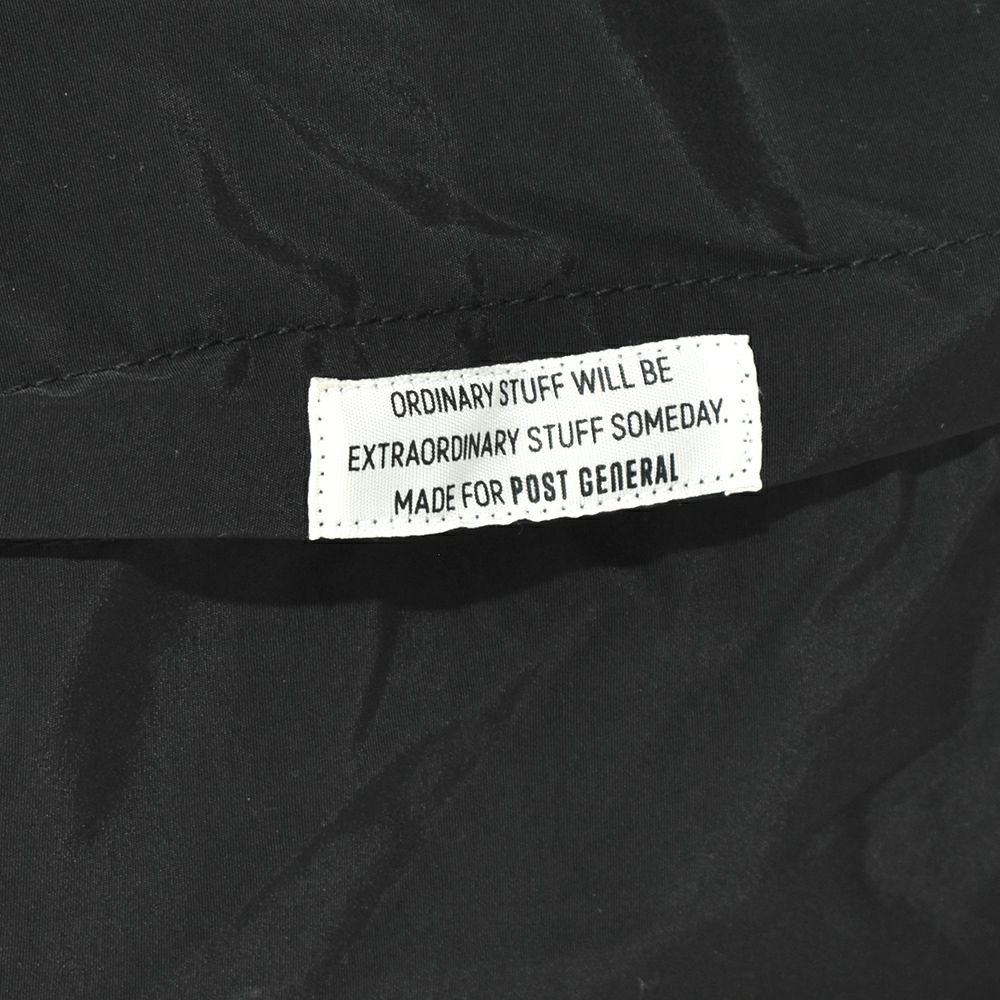 ORDINARY STUFF WILL BE
EXTRAORDINARY STUFF SOMEDAY.
MADE FOR POST GENERAL